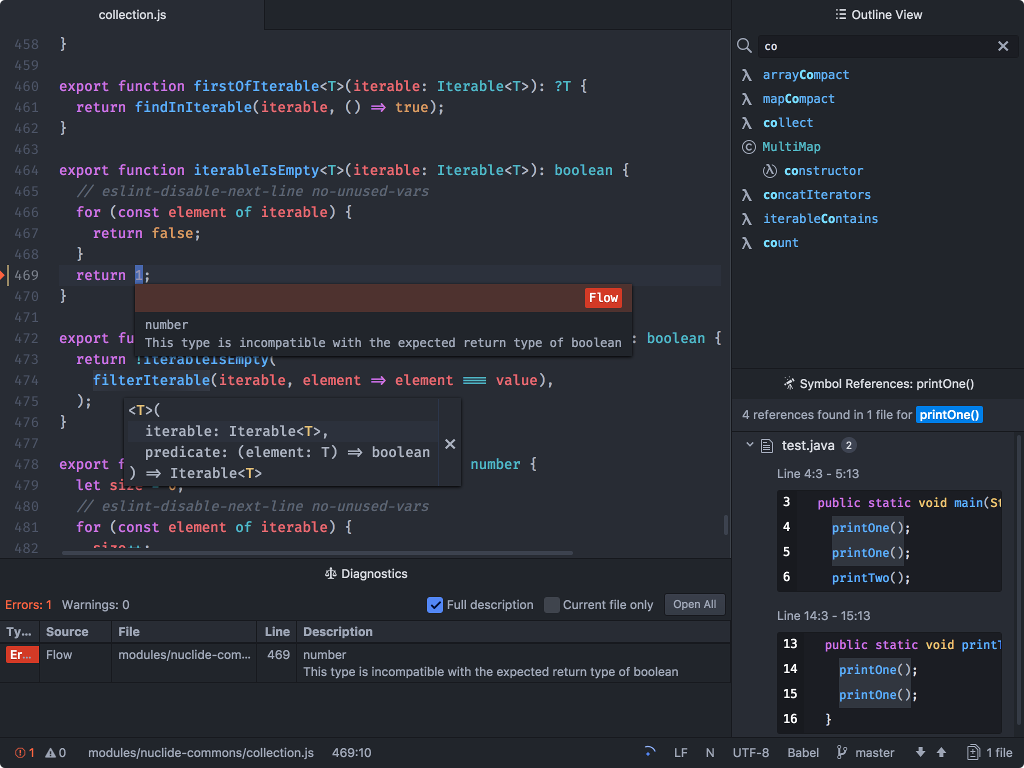 collection.js
458 }
459
460 export function firstOfIterable<T>(iterable: Iterable<T>): ?T {
461 return findInIterable(iterable, () => true);
462 }
463
464 export function iterableIsEmpty<T>(iterable: Iterable<T>): boolean {
465 // eslint-disable-next-line no-unused-vars
466 for (const element of iterable) {
467 return false;
468 }
469 return 1;
470 }
Flow
number
This type is incompatible with the expected return type of boolean
471
472 export fu : boolean {
473 return !iterableIsEmpty(
474 filterIterable(iterable, element => element === value),
475 );
476 }
<T>(
iterable: Iterable<T>,
predicate: (element: T) => boolean
) => Iterable<T>
477
478 export f number {
479 let size = 0;
480 // eslint-disable-next-line no-unused-vars
481 for (const element of iterable) {
482 size++;
Diagnostics
Errors: 1 Warnings: 0 Full description Current file only Open All
Ty... Source File Line Description
Er... Flow modules/nuclide-com... 469 number
This type is incompatible with the expected return type of boolean
Outline View
co
λ arrayCompact
λ mapCompact
λ collect
C MultiMap
λ constructor
λ concatIterators
λ iterableContains
λ count
Symbol References: printOne()
4 references found in 1 file for printOne()
test.java 2
Line 4:3 - 5:13
3 public static void main(St
4 printOne();
5 printOne();
6 printTwo();
Line 14:3 - 15:13
13 public static void printT
14 printOne();
15 printOne();
16 }
1 0 modules/nuclide-commons/collection.js 469:10 LF N UTF-8 Babel master 1 file